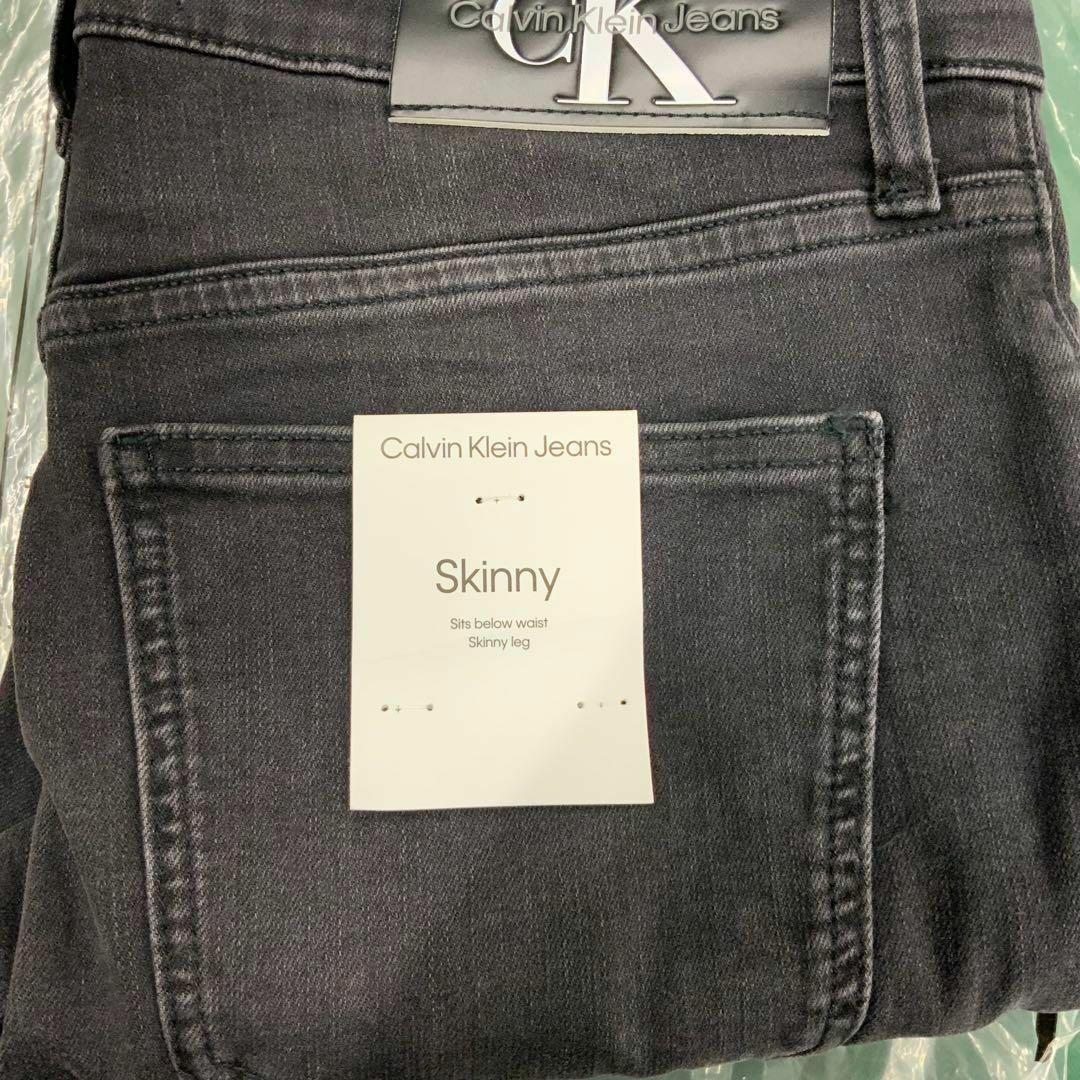 Calvin Klein Jeans
CK
Calvin Klein Jeans
Skinny
Sits below waist
Skinny leg